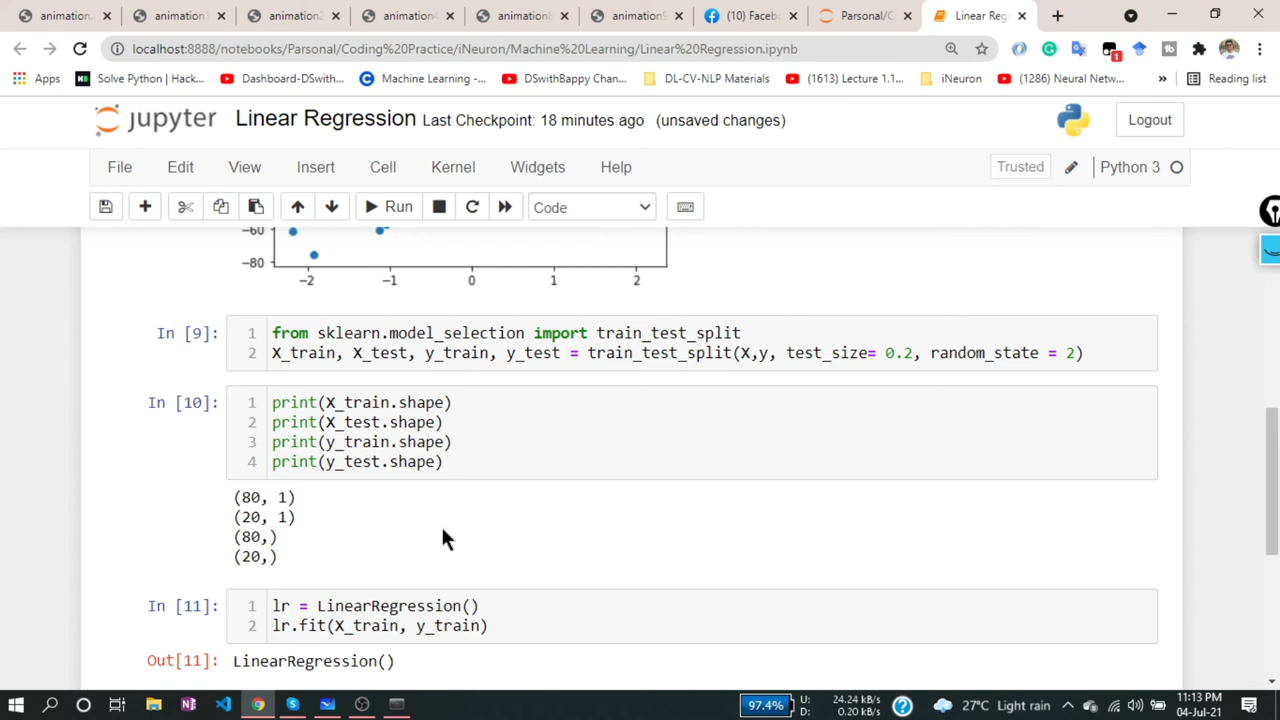 animation.
animation1
animation2
animation4
animation8
animation9
(10) Faceb
Parsonal/C
Linear Reg
localhost:8888/notebooks/Parsonal/Coding%20Practice/iNeuron/Machine%20Learning/Linear%20Regression.ipynb
1
Apps
Solve Python | Hack...
Dashboard-DSwith...
Machine Learning -...
DSwithBappy Chan...
DL-CV-NLP Materials
(1613) Lecture 1.1...
iNeuron
(1286) Neural Netw...
»
Reading list
jupyter Linear Regression Last Checkpoint: 18 minutes ago (unsaved changes)
Logout
File Edit View Insert Cell Kernel Widgets Help
Trusted
Python 3
Run
Code
−60
−80
−2 −1 0 1 2
In [9]:
1 from sklearn.model_selection import train_test_split
2 X_train, X_test, y_train, y_test = train_test_split(X,y, test_size= 0.2, random_state = 2)
In [10]:
1 print(X_train.shape)
2 print(X_test.shape)
3 print(y_train.shape)
4 print(y_test.shape)
(80, 1)
(20, 1)
(80,)
(20,)
In [11]:
1 lr = LinearRegression()
2 lr.fit(X_train, y_train)
Out[11]: LinearRegression()
97.4%
U: 24.24 kB/s
D: 0.20 kB/s
27°C Light rain
11:13 PM
04-Jul-21